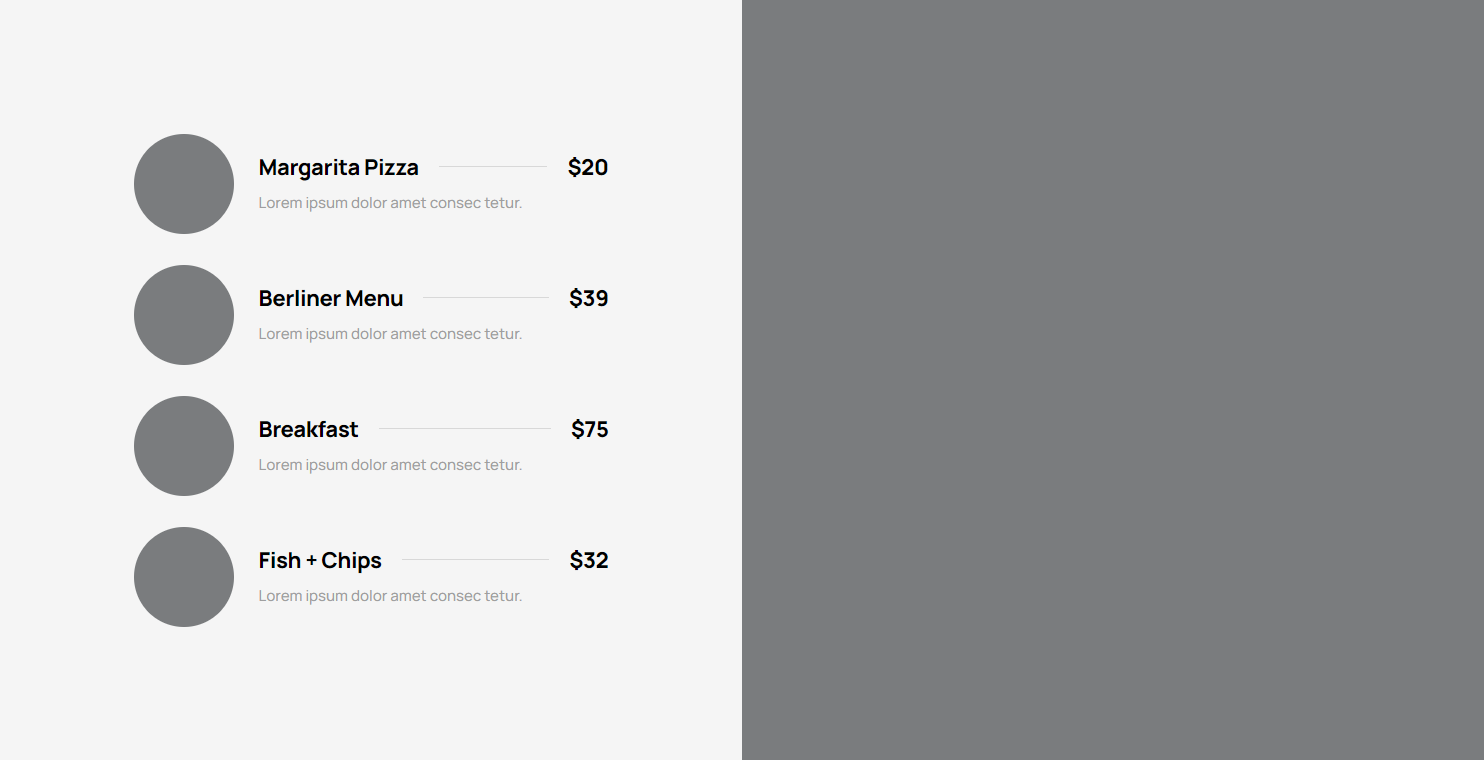 Margarita Pizza $20
Lorem ipsum dolor amet consec tetur.
Berliner Menu $39
Lorem ipsum dolor amet consec tetur.
Breakfast $75
Lorem ipsum dolor amet consec tetur.
Fish + Chips $32
Lorem ipsum dolor amet consec tetur.